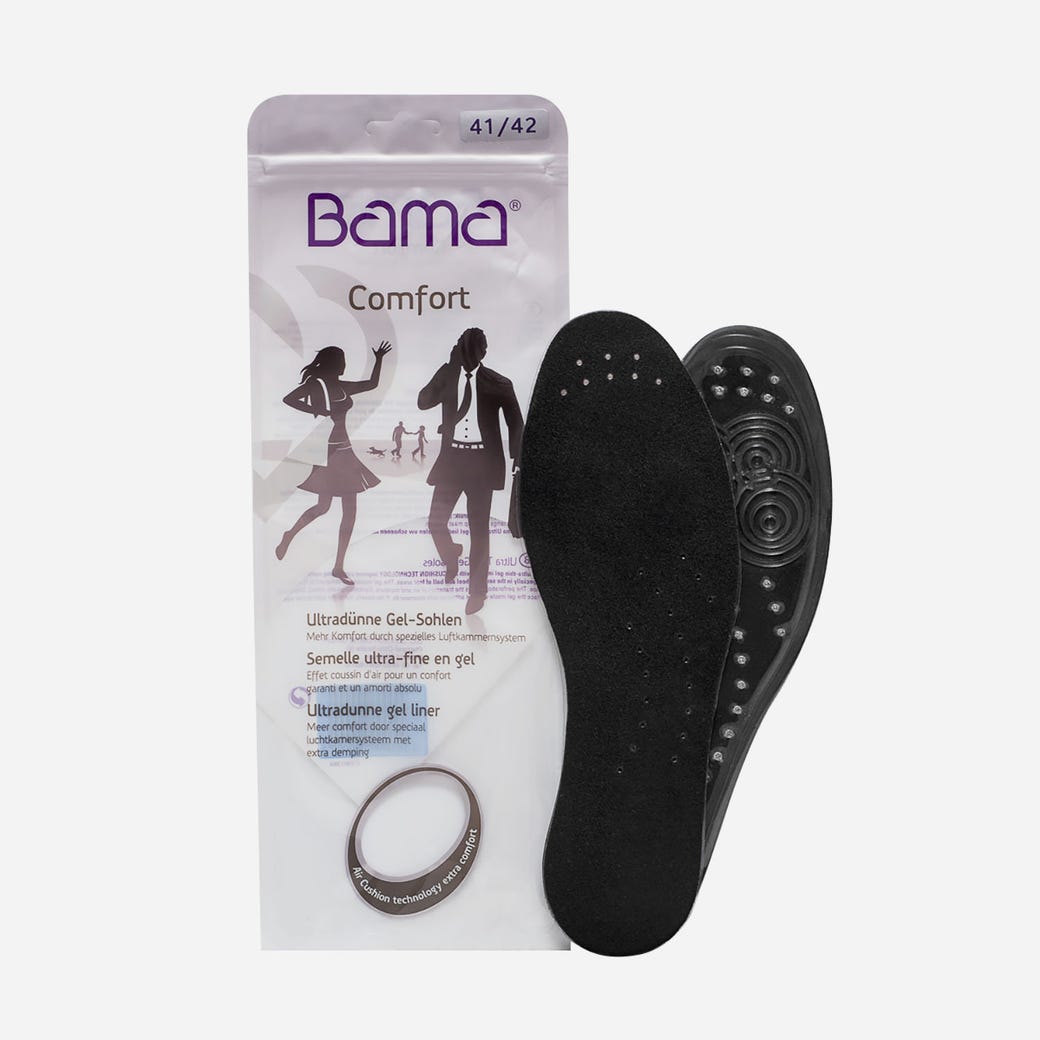 41/42
Bama®
Comfort
Ultradünne Gel-Sohlen
Mehr Komfort durch spezielles Luftkammernsystem
Semelle ultra-fine en gel
Effet coussin d'air pour un confort
garanti et un amorti absolu
Ultradunne gel liner
Meer comfort door speciaal
luchtkamersysteem met
extra demping
Air Cushion technology extra comfort